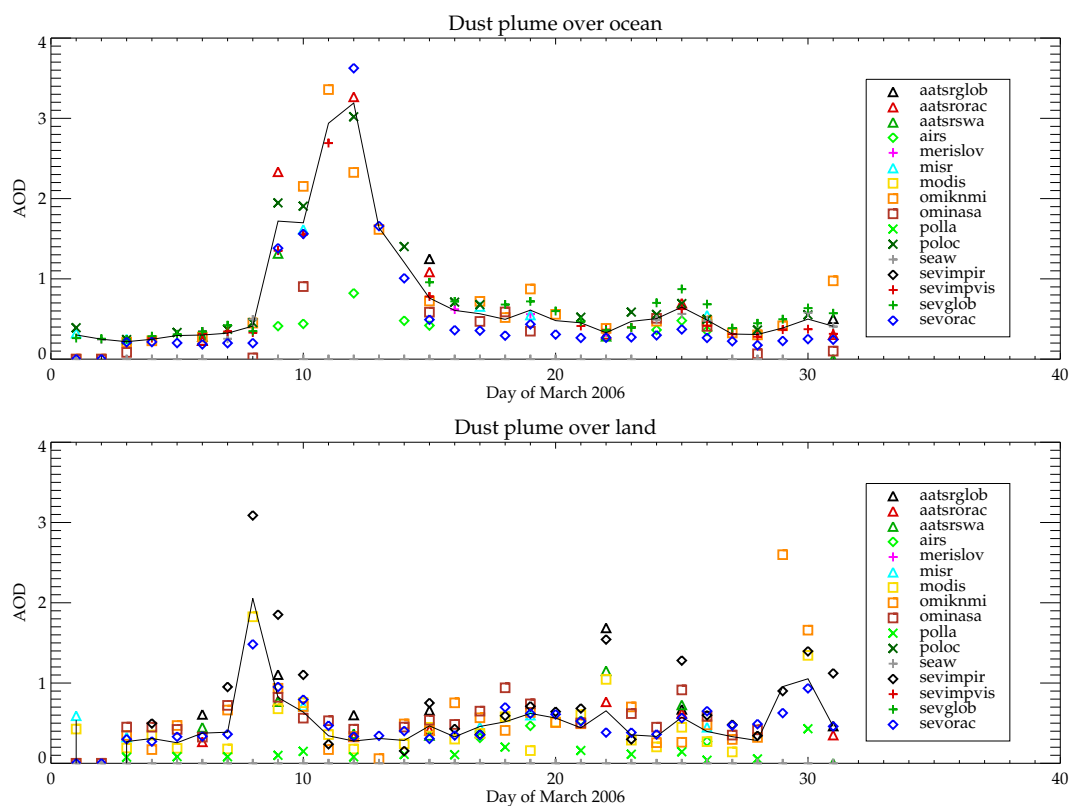 Dust plume over ocean
4
3
2
1
0
AOD
0
10
20
30
40
Day of March 2006
aatsrglob
aatsrorac
aatsrswa
airs
merislov
misr
modis
omiknmi
ominasa
polla
poloc
seaw
sevimpir
sevimpvis
sevglob
sevorac
Dust plume over land
4
3
2
1
0
AOD
0
10
20
30
40
Day of March 2006
aatsrglob
aatsrorac
aatsrswa
airs
merislov
misr
modis
omiknmi
ominasa
polla
poloc
seaw
sevimpir
sevimpvis
sevglob
sevorac